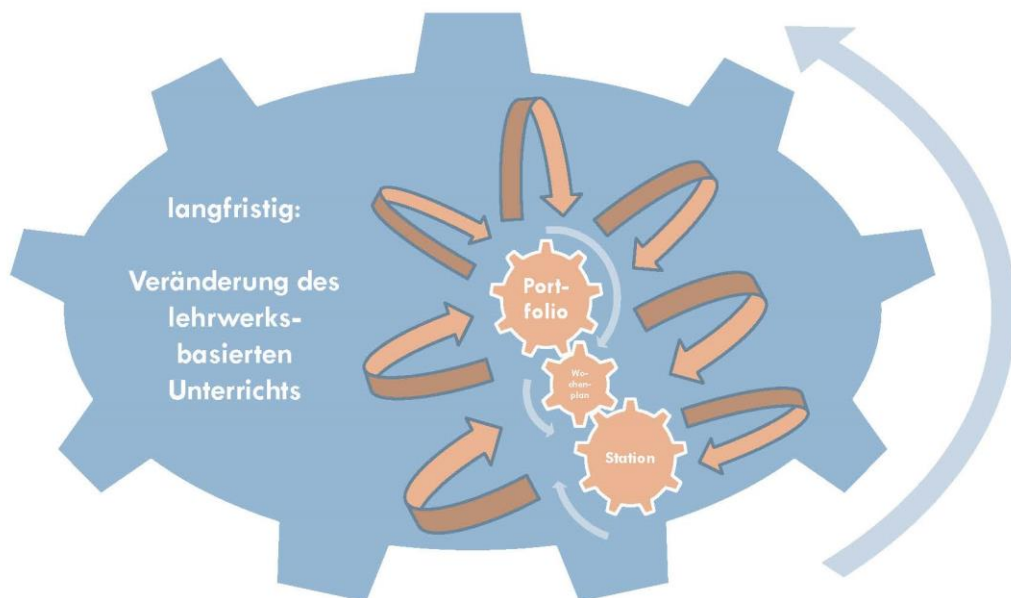 langfristig:
Veränderung des
lehrwerks-
basierten
Unterrichts
Port-
folio
Wo-
chen-
plan
Station